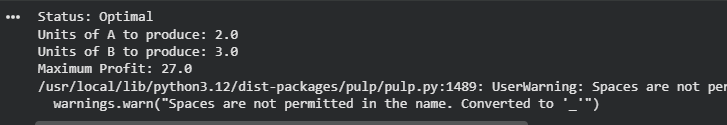 ••• Status: Optimal
Units of A to produce: 2.0
Units of B to produce: 3.0
Maximum Profit: 27.0
/usr/local/lib/python3.12/dist-packages/pulp/pulp.py:1489: UserWarning: Spaces are not per
warnings.warn("Spaces are not permitted in the name. Converted to '_'")